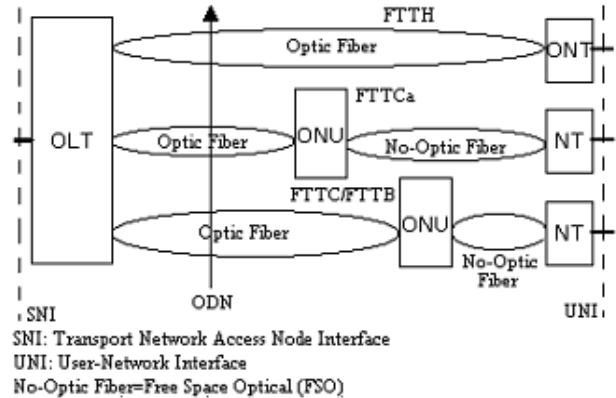 FTTH
Optic Fiber
ONT
FTTCa
OLT
Optic Fiber
ONU
No-Optic Fiber
NT
FTTC/FTTB
Optic Fiber
ONU
No-Optic
Fiber
NT
ODN
SNI
UNI
SNI: Transport Network Access Node Interface
UNI: User-Network Interface
No-Optic Fiber=Free Space Optical (FSO)